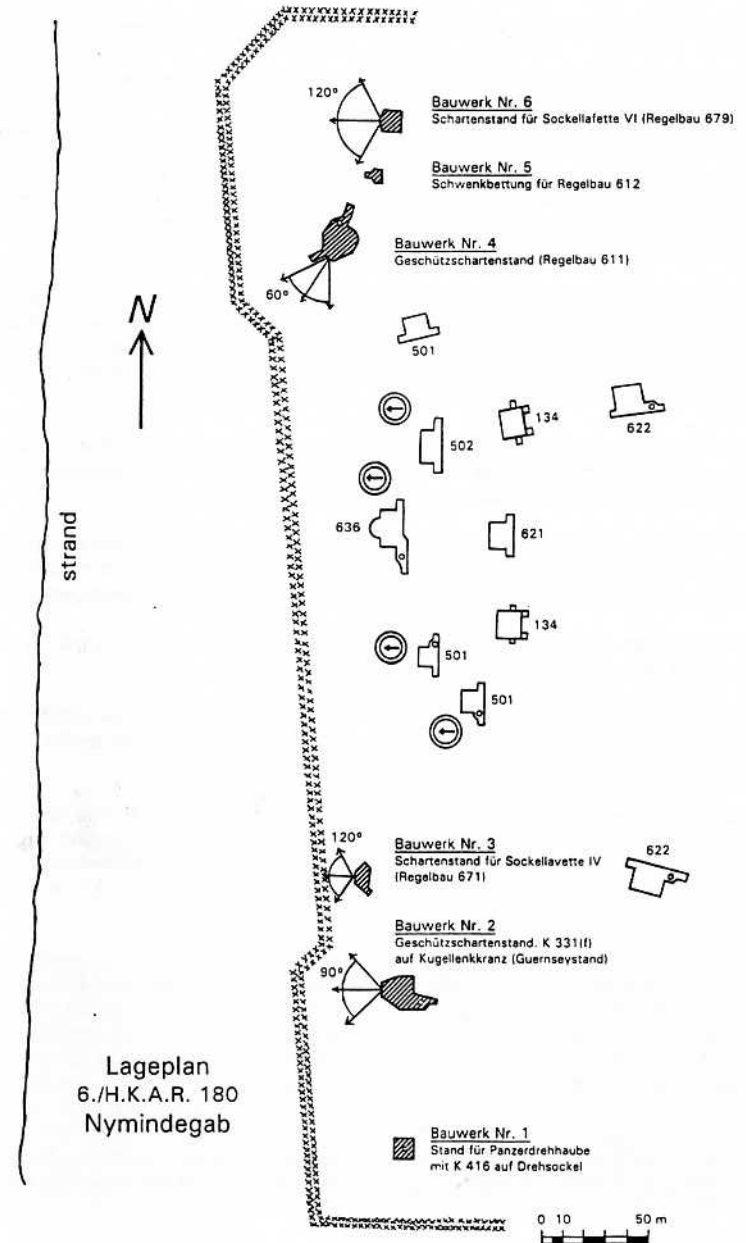 120°
Bauwerk Nr. 6
Schartenstand für Sockellafette VI (Regelbau 679)
Bauwerk Nr. 5
Schwenkbettung für Regelbau 612
Bauwerk Nr. 4
Geschützschartenstand (Regelbau 611)
60°
N
501
134
622
502
strand
636
621
134
501
501
120°
Bauwerk Nr. 3
Schartenstand für Sockellavette IV
(Regelbau 671)
622
Bauwerk Nr. 2
Geschützschartenstand. K 331(f)
auf Kugellenkkranz (Guernseystand)
90°
Lageplan
6./H.K.A.R. 180
Nymindegab
Bauwerk Nr. 1
Stand für Panzerdrehhaube
mit K 416 auf Drehsockel
0 10 50 m